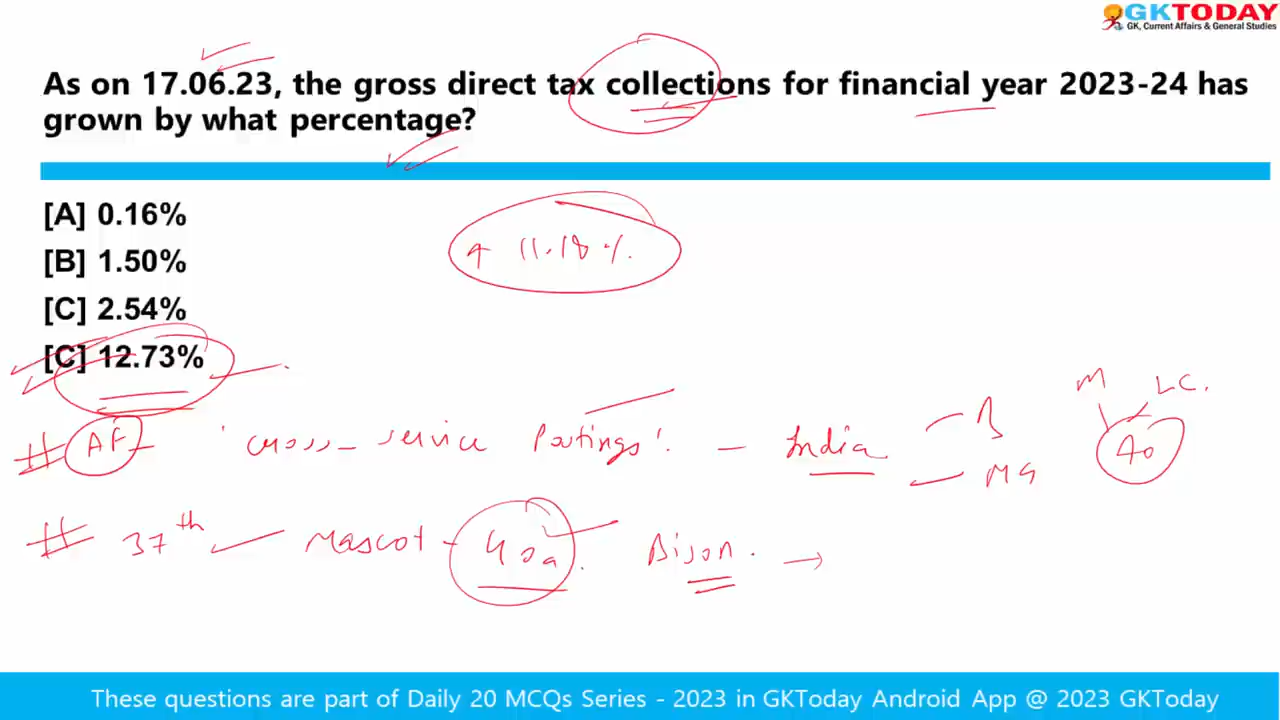 GKTODAY
GK, Current Affairs & General Studies
As on 17.06.23, the gross direct tax collections for financial year 2023-24 has
grown by what percentage?
[A] 0.16%
[B] 1.50%
[C] 2.54%
[C] 12.73%
↑ 11.18 %.
# AF - 'cross-service Postings' - India B MG M LC. 40
# 37th Mascot - Goa. Bison. →
These questions are part of Daily 20 MCQs Series - 2023 in GKToday Android App @ 2023 GKToday